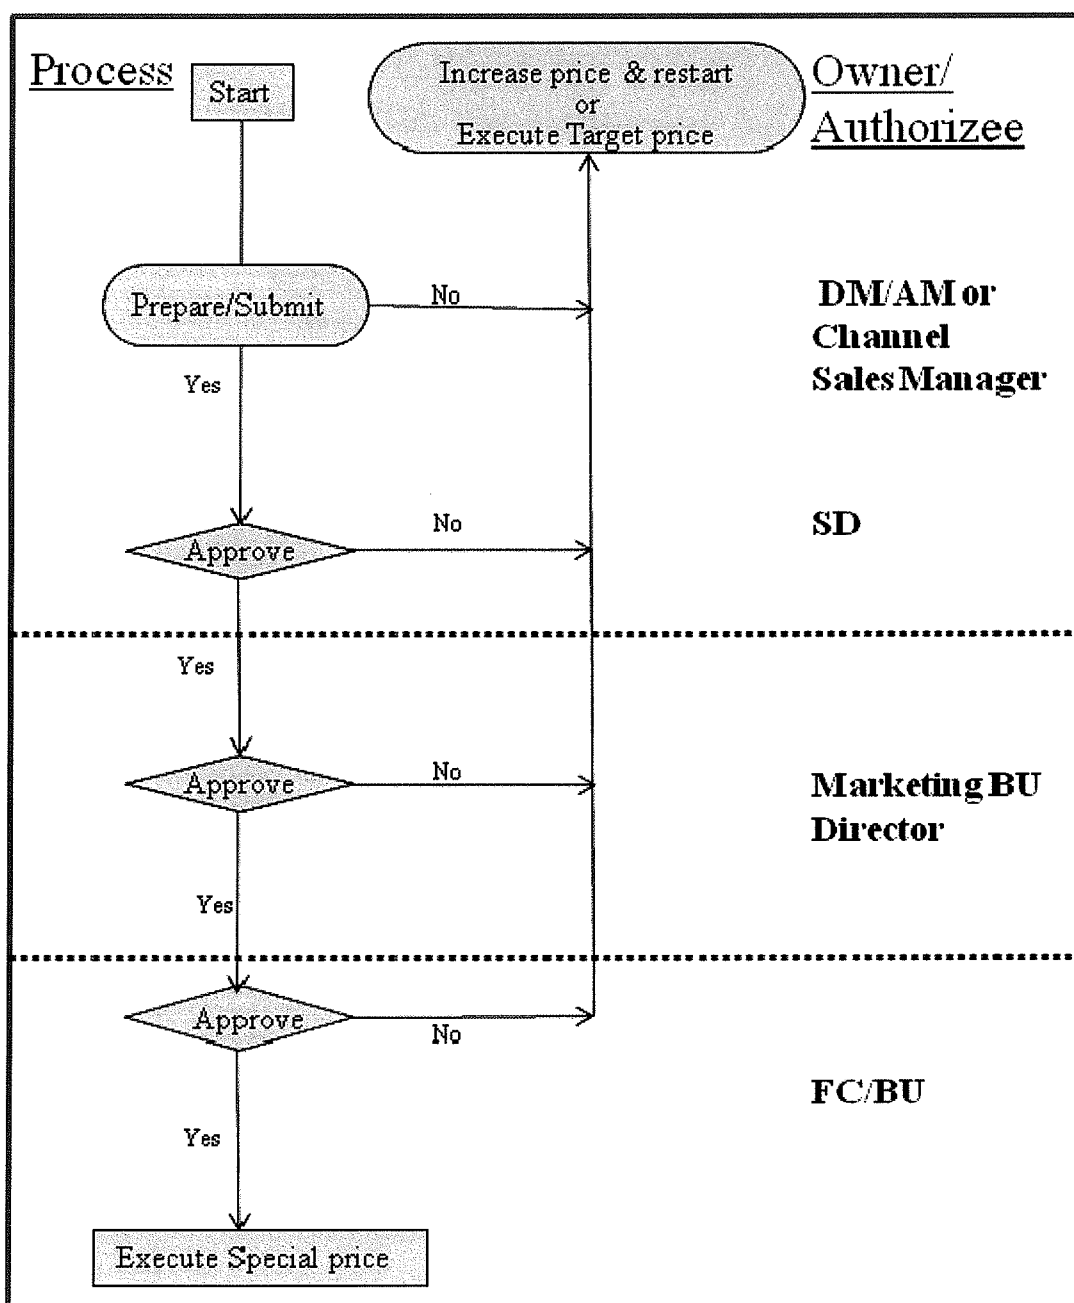 Process
Start
Increase price & restart
or
Execute Target price
Owner/
Authorizee
Prepare/Submit
No
DM/AM or
Channel
Sales Manager
Yes
Approve
No
SD
Yes
Approve
No
Marketing BU
Director
Yes
Approve
No
FC/BU
Yes
Execute Special price